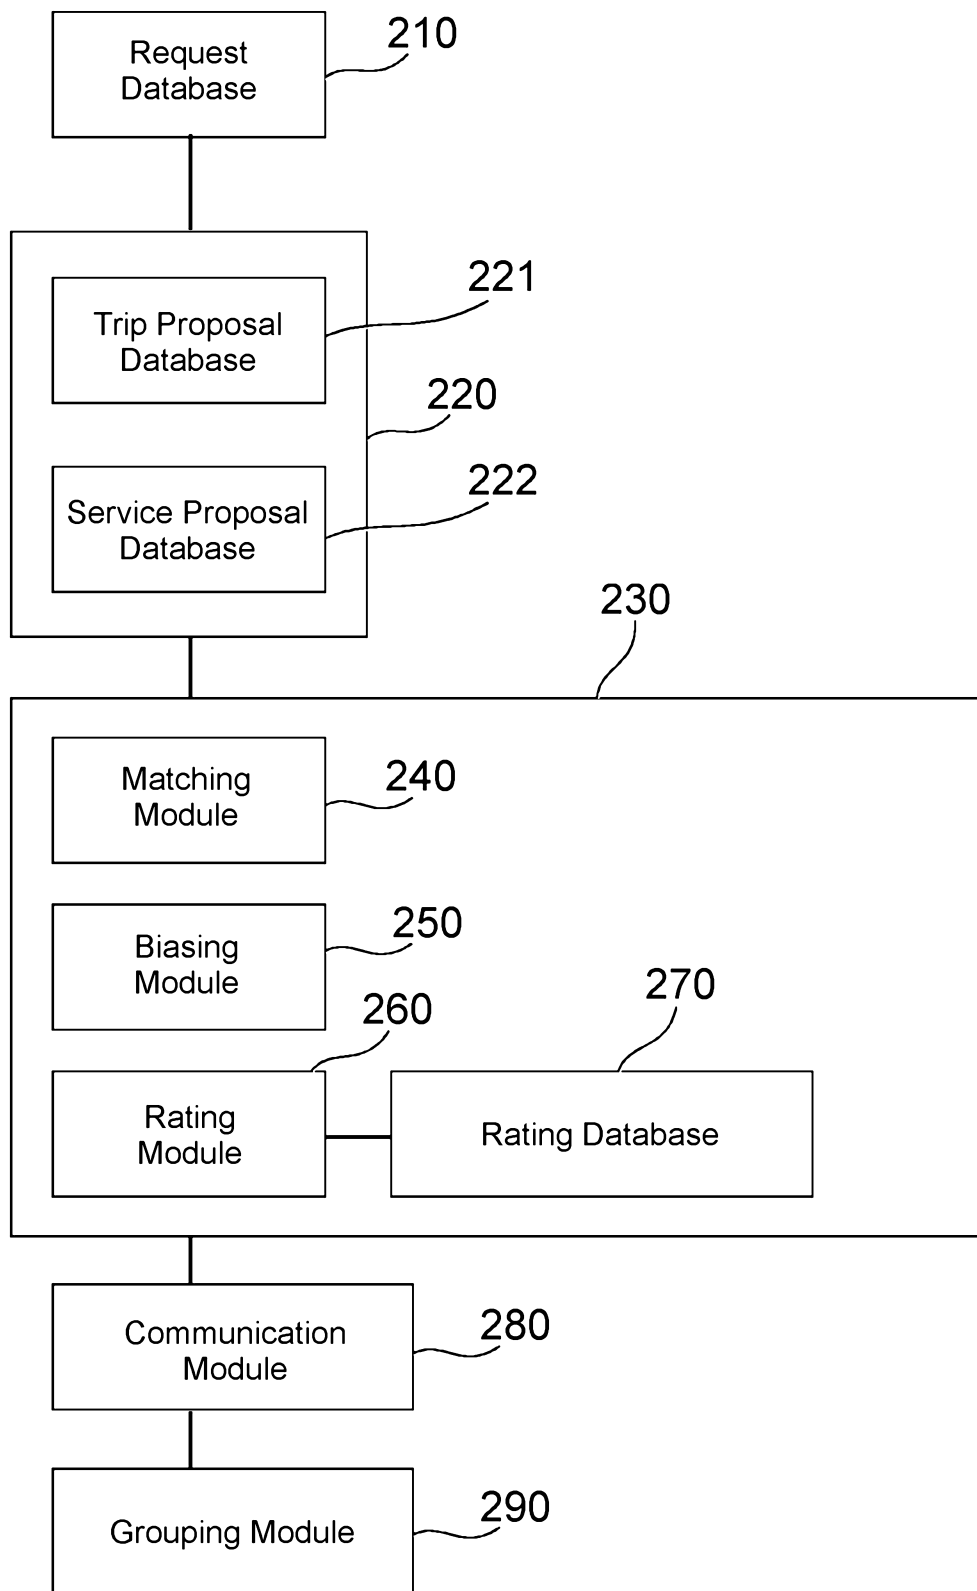 210
Request
Database
221
Trip Proposal
Database
220
222
Service Proposal
Database
230
Matching
Module
240
250
Biasing
Module
260
270
Rating
Module
Rating Database
280
Communication
Module
290
Grouping Module